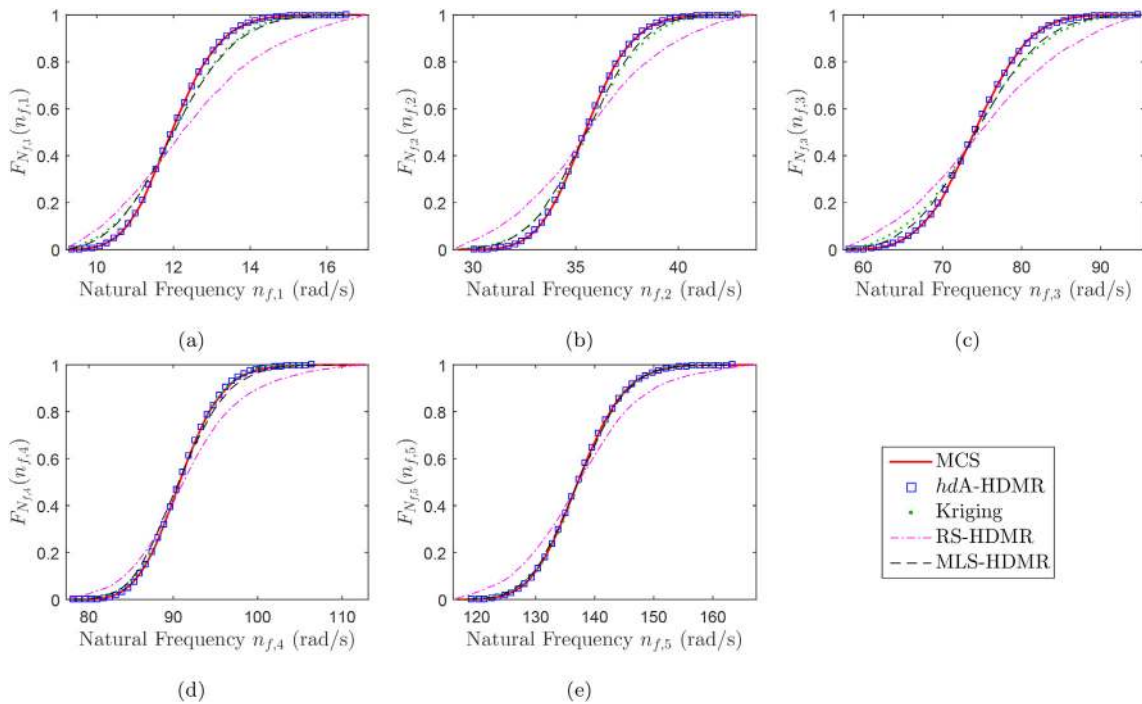 1
0.8
0.6
0.4
0.2
0
10 12 14 16
F_{N_{f,1}}(n_{f,1})
Natural Frequency n_{f,1} (rad/s)
(a)
1
0.8
0.6
0.4
0.2
0
30 35 40
F_{N_{f,2}}(n_{f,2})
Natural Frequency n_{f,2} (rad/s)
(b)
1
0.8
0.6
0.4
0.2
0
60 70 80 90
F_{N_{f,3}}(n_{f,3})
Natural Frequency n_{f,3} (rad/s)
(c)
1
0.8
0.6
0.4
0.2
0
80 90 100 110
F_{N_{f,4}}(n_{f,4})
Natural Frequency n_{f,4} (rad/s)
(d)
1
0.8
0.6
0.4
0.2
0
120 130 140 150 160
F_{N_{f,5}}(n_{f,5})
Natural Frequency n_{f,5} (rad/s)
(e)
MCS
hdA-HDMR
Kriging
RS-HDMR
MLS-HDMR